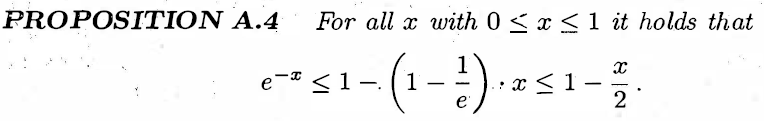 PROPOSITION A.4 For all x with 0 ≤ x ≤ 1 it holds that
e^{-x} ≤ 1 − (1 − 1/e) · x ≤ 1 − x/2 .